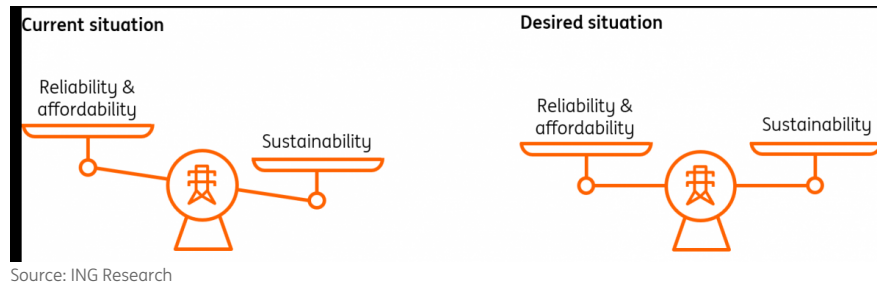 Current situation
Desired situation
Reliability &
affordability
Sustainability
Reliability &
affordability
Sustainability
Source: ING Research